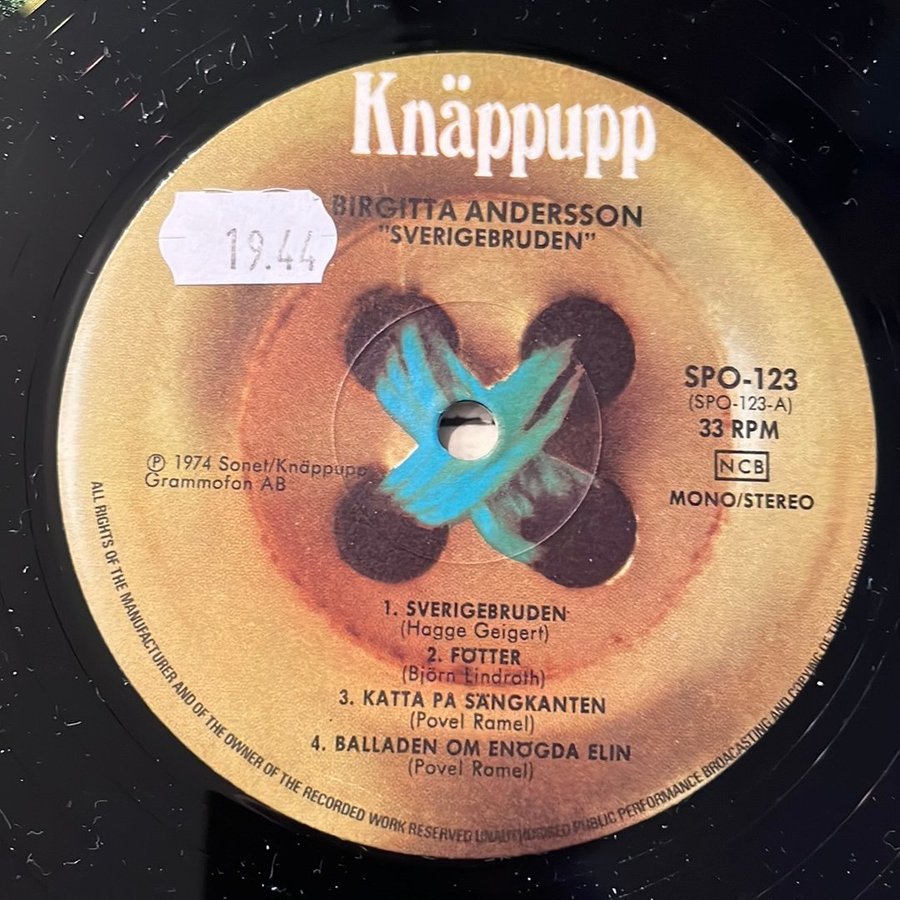 Knäppupp
BIRGITTA ANDERSSON
"SVERIGEBRUDEN"
19.44
SPO-123
(SPO-123-A)
33 RPM
NCB
MONO/STEREO
℗ 1974 Sonet/Knäppupp
Grammofon AB
1. SVERIGEBRUDEN
(Hagge Geigert)
2. FÖTTER
(Björn Lindroth)
3. KATTA PA SÄNGKANTEN
(Povel Ramel)
4. BALLADEN OM ENÖGDA ELIN
(Povel Ramel)
ALL RIGHTS OF THE MANUFACTURER AND OF THE OWNER OF THE RECORDED WORK RESERVED UNAUTHORISED PUBLIC PERFORMANCE BROADCASTING AND COPYING OF THIS RECORD PROHIBITED